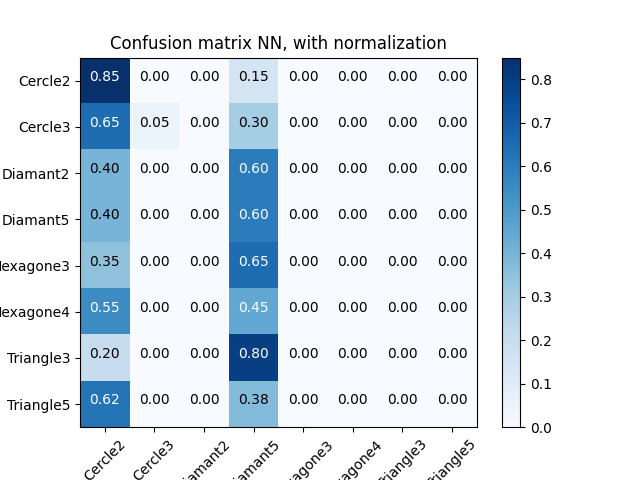 Confusion matrix NN, with normalization
Cercle2 0.85 0.00 0.00 0.15 0.00 0.00 0.00 0.00
Cercle3 0.65 0.05 0.00 0.30 0.00 0.00 0.00 0.00
Diamant2 0.40 0.00 0.00 0.60 0.00 0.00 0.00 0.00
Diamant5 0.40 0.00 0.00 0.60 0.00 0.00 0.00 0.00
lexagone3 0.35 0.00 0.00 0.65 0.00 0.00 0.00 0.00
lexagone4 0.55 0.00 0.00 0.45 0.00 0.00 0.00 0.00
Triangle3 0.20 0.00 0.00 0.80 0.00 0.00 0.00 0.00
Triangle5 0.62 0.00 0.00 0.38 0.00 0.00 0.00 0.00
Cercle2 Cercle3 iamant2 iamant5 xagone3 xagone4 riangle3 riangle5
0.8
0.7
0.6
0.5
0.4
0.3
0.2
0.1
0.0